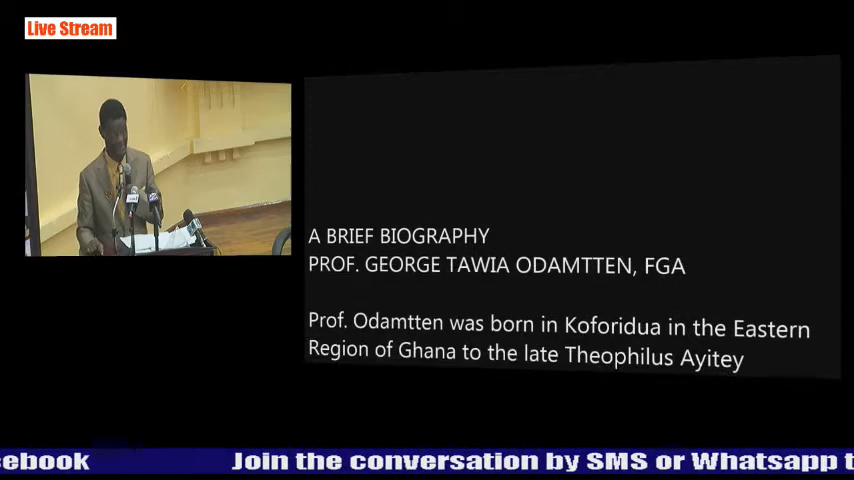 Live Stream
A BRIEF BIOGRAPHY
PROF. GEORGE TAWIA ODAMTTEN, FGA
Prof. Odamtten was born in Koforidua in the Eastern
Region of Ghana to the late Theophilus Ayitey
cebook Join the conversation by SMS or Whatsapp t